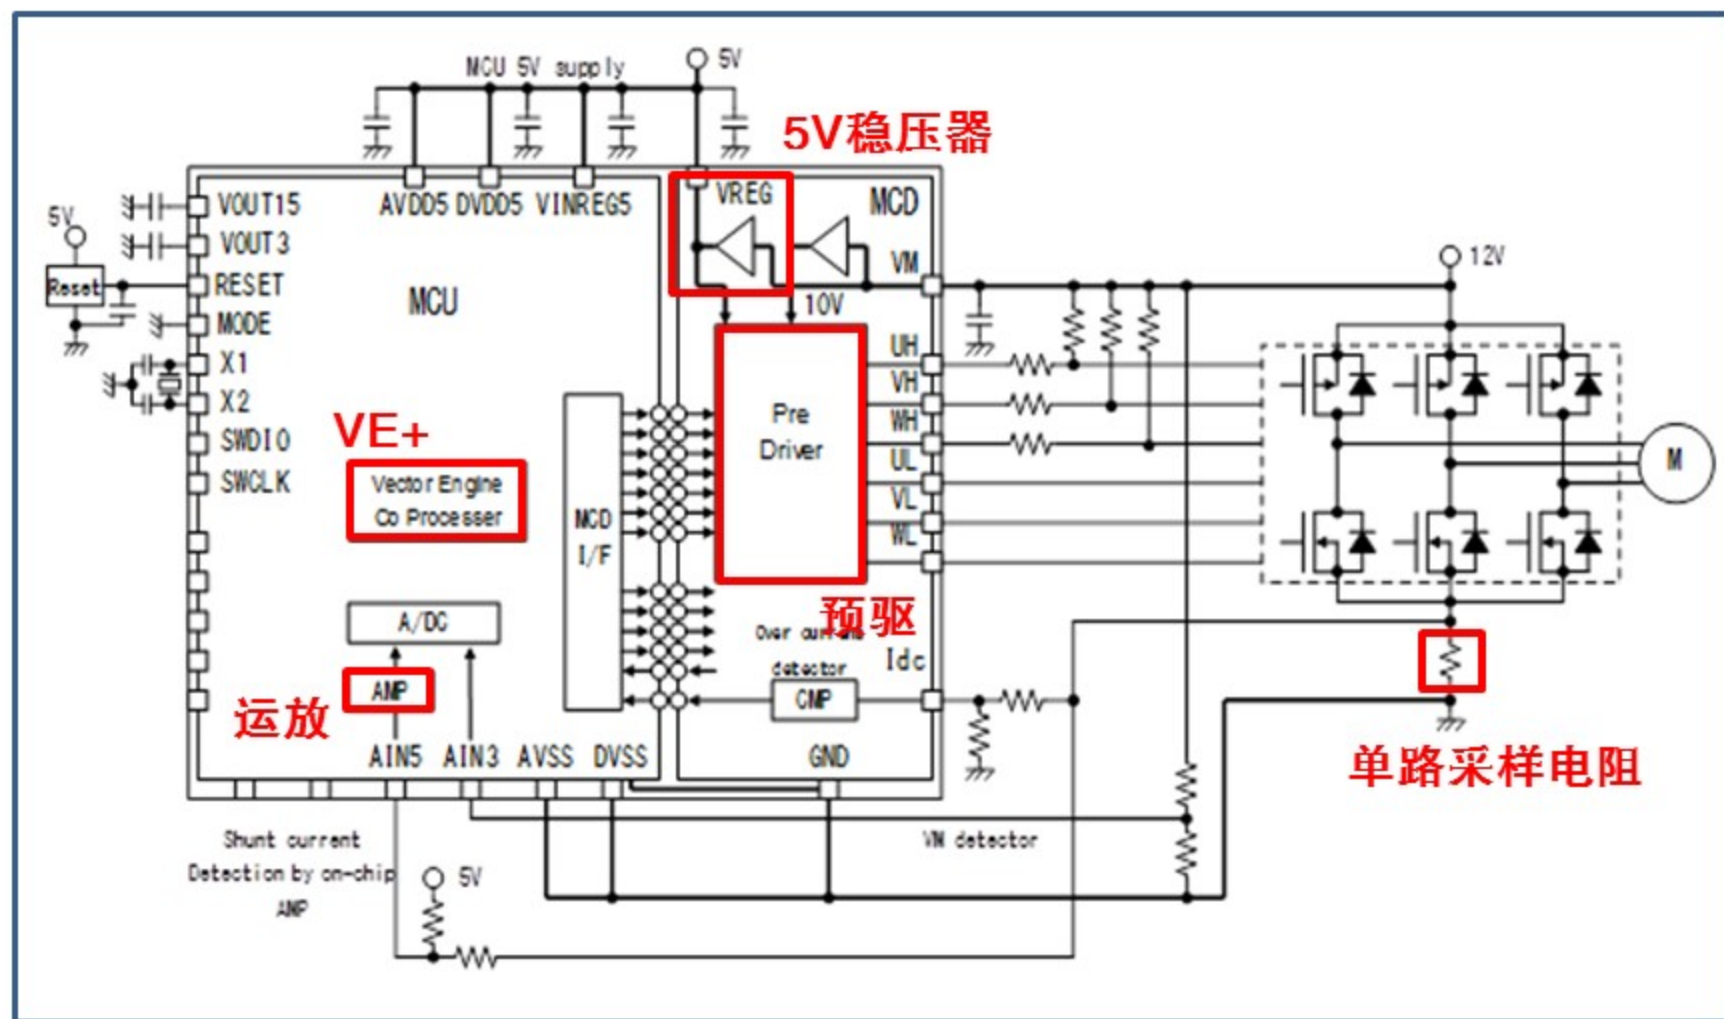 MCU 5V supply
5V
5V稳压器
VOUT15
AVDD5 DVDD5 VINREG5
VREG
MCD
5V
VOUT3
VM
12V
Reset
RESET
MCU
10V
MODE
UH
X1
VH
X2
VE+
Pre
Driver
WH
SWDIO
UL
M
SWCLK
Vector Engine
Co Processer
VL
MCD
I/F
WL
A/DC
预驱
Over current
detector
Idc
AMP
运放
CMP
AIN5 AIN3 AVSS DVSS
GND
单路采样电阻
Shunt current
Detection by on-chip
AMP
5V
VM detector